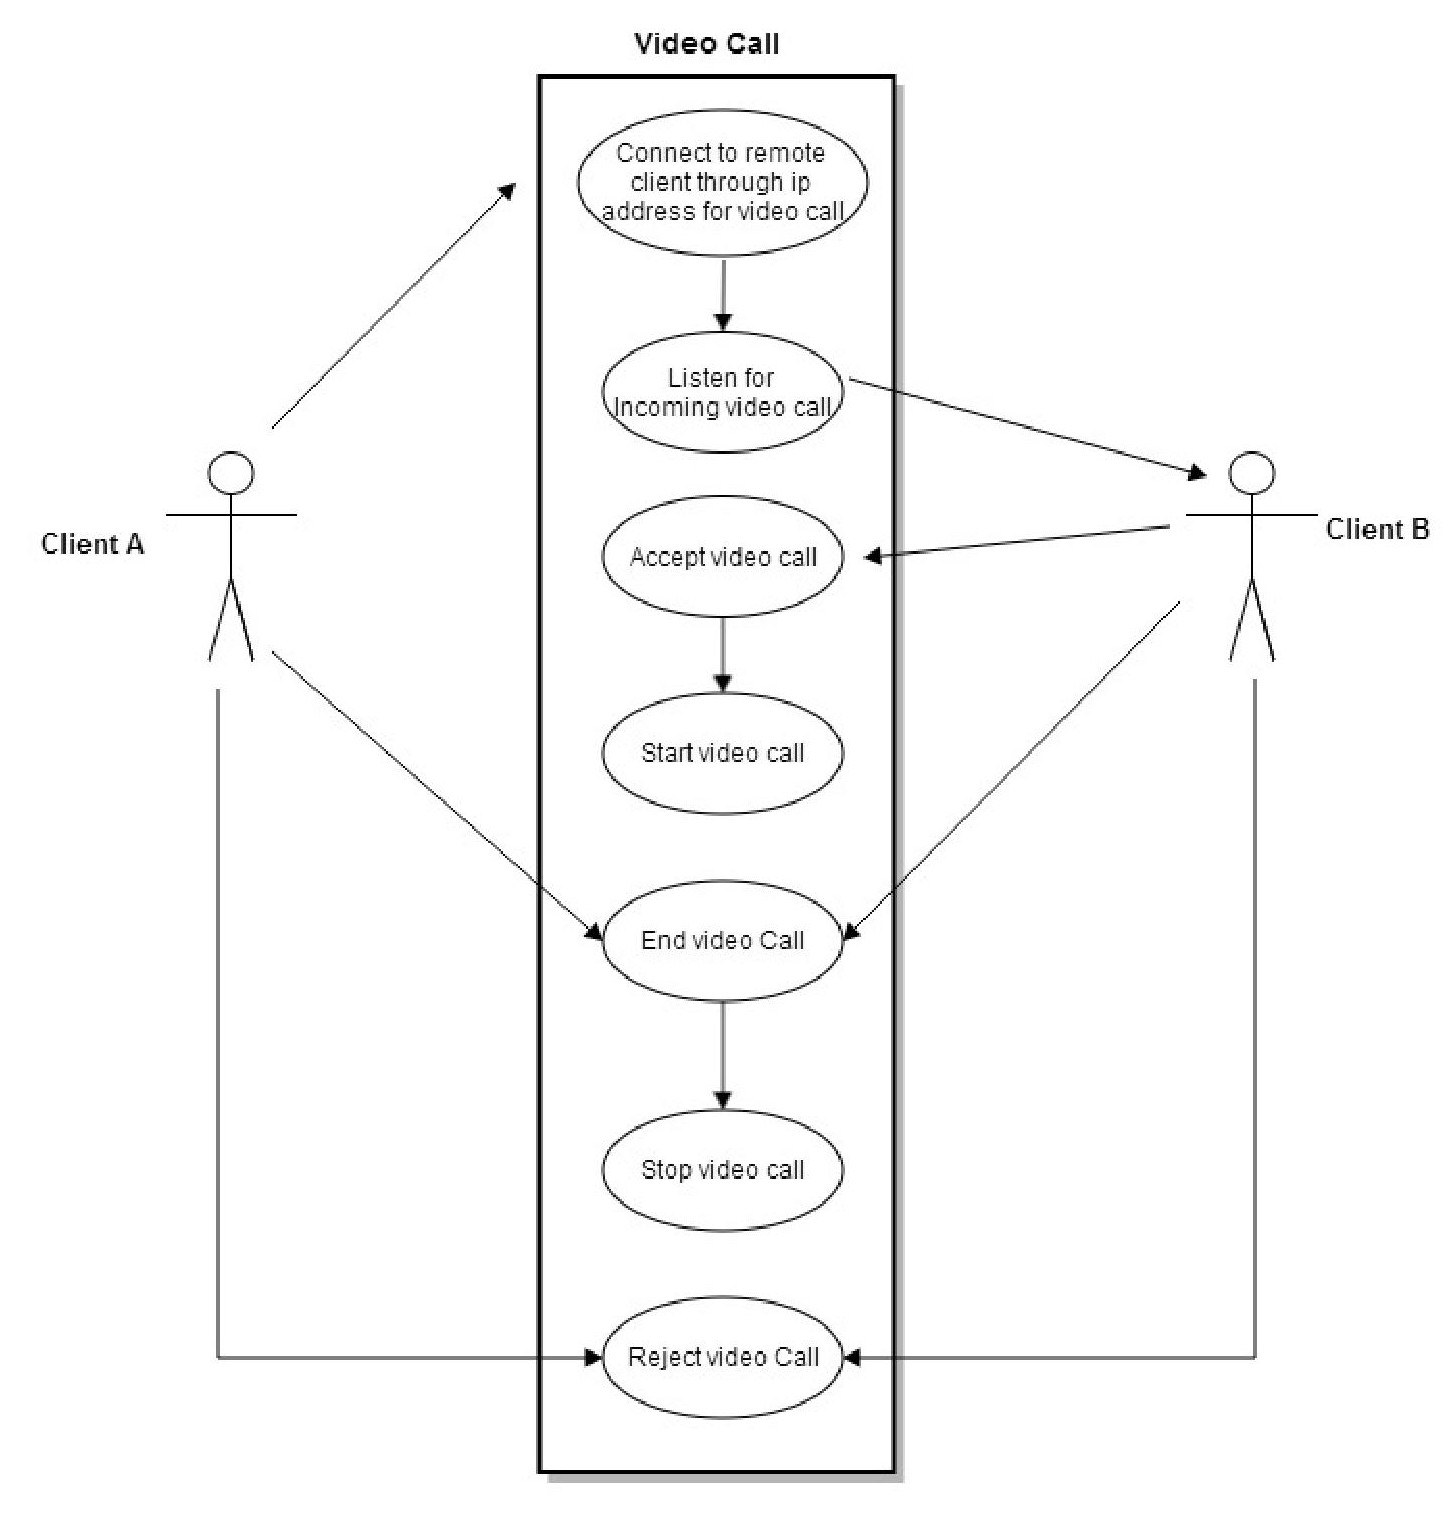 Video Call
Connect to remote
client through ip
address for video call
Listen for
Incoming video call
Client A
Client B
Accept video call
Start video call
End video Call
Stop video call
Reject video Call